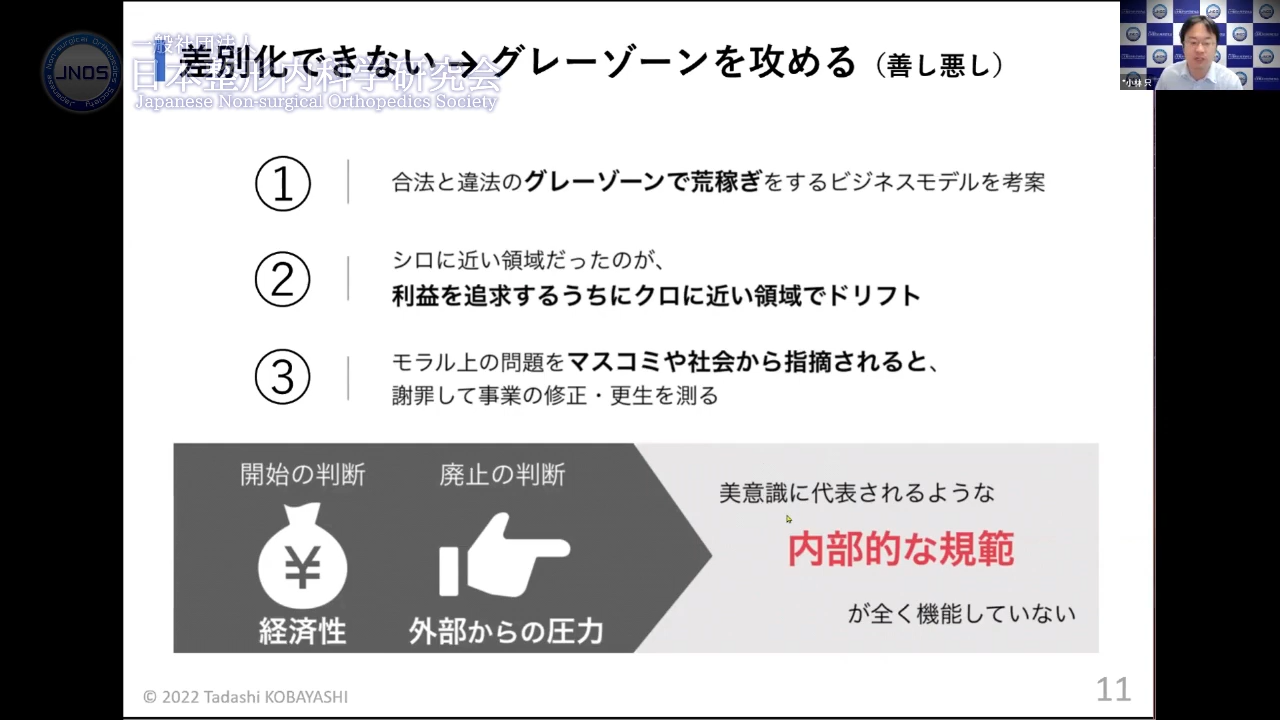 一般社団法人
日本整形内科学研究会
Japanese Non-surgical Orthopedics Society
JNOS
Japanese Non-surgical Orthopedics Society
差別化できない → グレーゾーンを攻める（善し悪し）
*小林 只
① 合法と違法のグレーゾーンで荒稼ぎをするビジネスモデルを考案
② シロに近い領域だったのが、
利益を追求するうちにクロに近い領域でドリフト
③ モラル上の問題をマスコミや社会から指摘されると、
謝罪して事業の修正・更生を測る
開始の判断
¥
経済性
廃止の判断
外部からの圧力
美意識に代表されるような
内部的な規範
が全く機能していない
© 2022 Tadashi KOBAYASHI
11